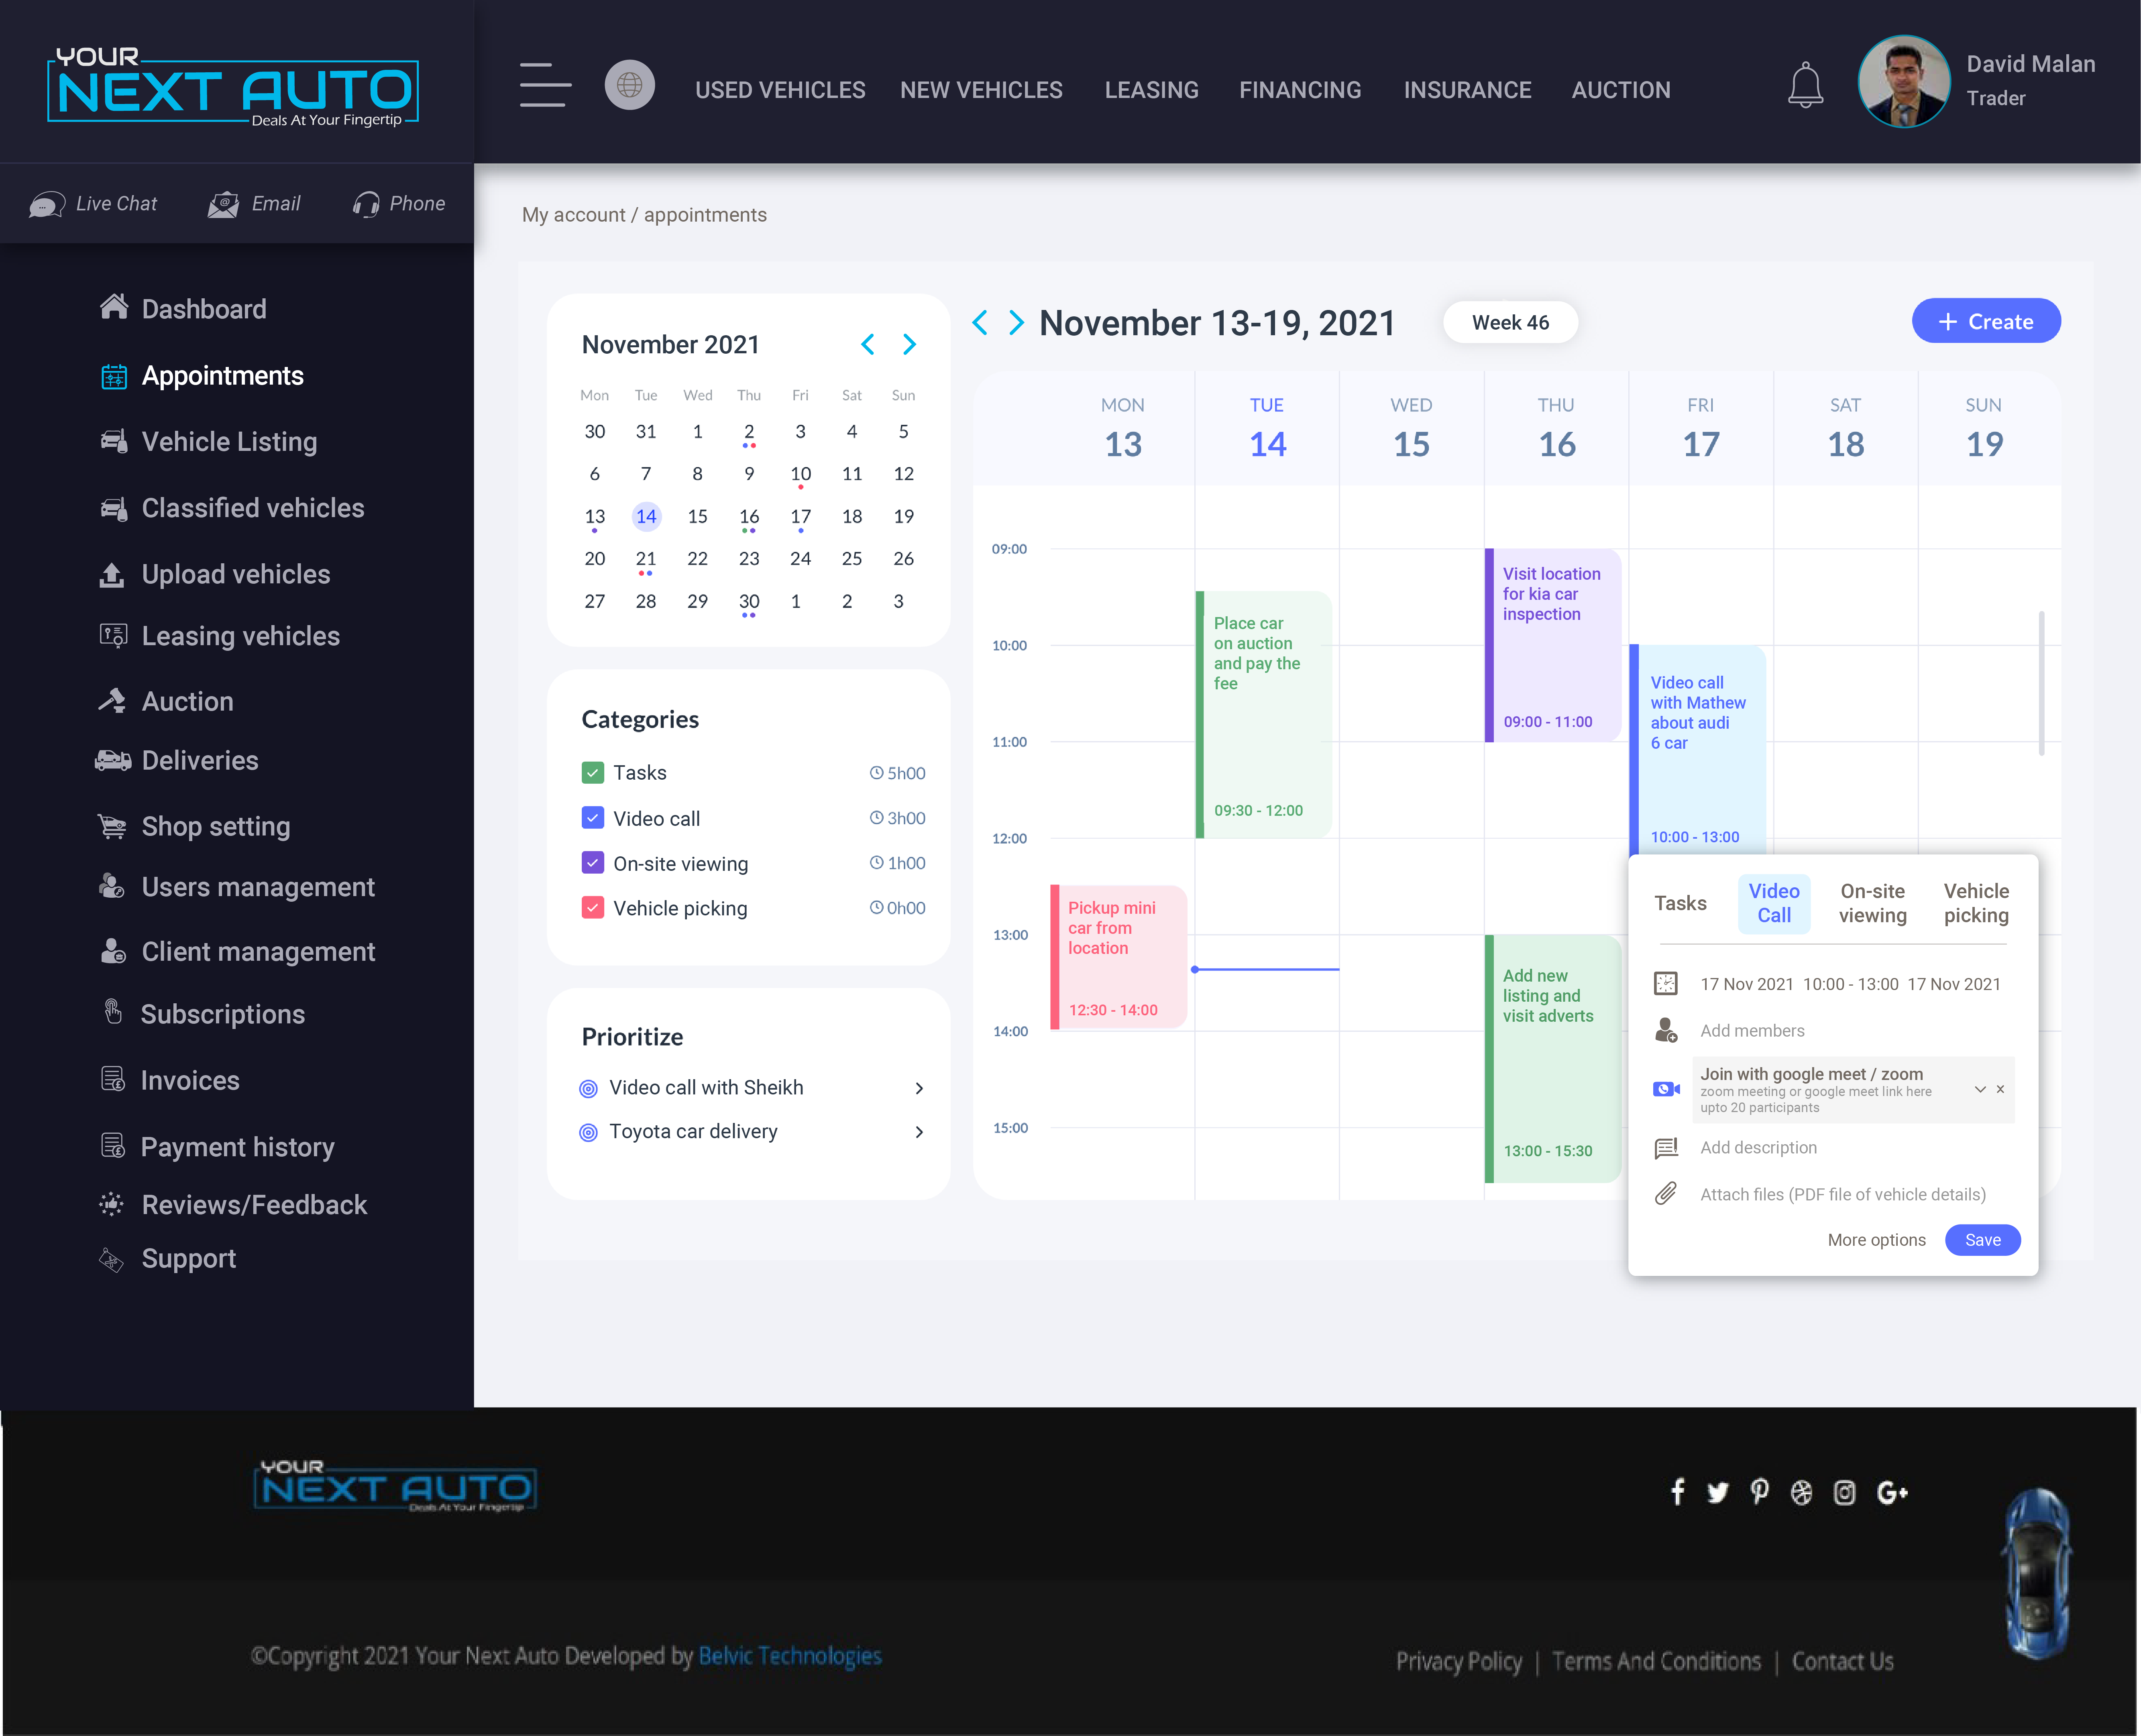 YOUR
NEXT AUTO
Deals At Your Fingertip
USED VEHICLES
NEW VEHICLES
LEASING
FINANCING
INSURANCE
AUCTION
David Malan
Trader
Live Chat
Email
Phone
My account / appointments
Dashboard
Appointments
Vehicle Listing
Classified vehicles
Upload vehicles
Leasing vehicles
Auction
Deliveries
Shop setting
Users management
Client management
Subscriptions
Invoices
Payment history
Reviews/Feedback
Support
November 2021
Mon Tue Wed Thu Fri Sat Sun
30 31 1 2 3 4 5
6 7 8 9 10 11 12
13 14 15 16 17 18 19
20 21 22 23 24 25 26
27 28 29 30 1 2 3
Categories
Tasks 5h00
Video call 3h00
On-site viewing 1h00
Vehicle picking 0h00
Prioritize
Video call with Sheikh
Toyota car delivery
November 13-19, 2021
Week 46
+ Create
MON TUE WED THU FRI SAT SUN
13 14 15 16 17 18 19
09:00
10:00
11:00
12:00
13:00
14:00
15:00
Pickup mini
car from
location
12:30 - 14:00
Place car
on auction
and pay the
fee
09:30 - 12:00
Visit location
for kia car
inspection
09:00 - 11:00
Add new
listing and
visit adverts
13:00 - 15:30
Video call
with Mathew
about audi
6 car
10:00 - 13:00
Tasks
Video
Call
On-site
viewing
Vehicle
picking
17 Nov 2021 10:00 - 13:00 17 Nov 2021
Add members
Join with google meet / zoom
zoom meeting or google meet link here
upto 20 participants
Add description
Attach files (PDF file of vehicle details)
More options
Save
YOUR
NEXT AUTO
Deals At Your Fingertip
©Copyright 2021 Your Next Auto Developed by Belvic Technologies
Privacy Policy | Terms And Conditions | Contact Us